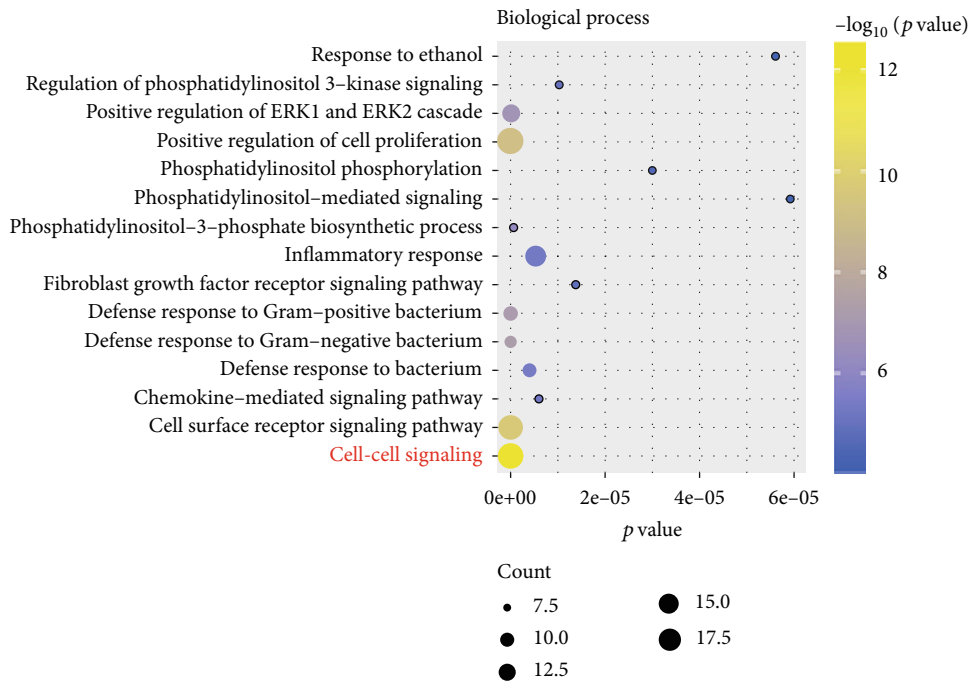 Biological process
–log10 (p value)
Response to ethanol
Regulation of phosphatidylinositol 3–kinase signaling
Positive regulation of ERK1 and ERK2 cascade
Positive regulation of cell proliferation
Phosphatidylinositol phosphorylation
Phosphatidylinositol–mediated signaling
Phosphatidylinositol–3–phosphate biosynthetic process
Inflammatory response
Fibroblast growth factor receptor signaling pathway
Defense response to Gram–positive bacterium
Defense response to Gram–negative bacterium
Defense response to bacterium
Chemokine–mediated signaling pathway
Cell surface receptor signaling pathway
Cell-cell signaling
12
10
8
6
0e+00 2e–05 4e–05 6e–05
p value
Count
7.5 15.0
10.0 17.5
12.5